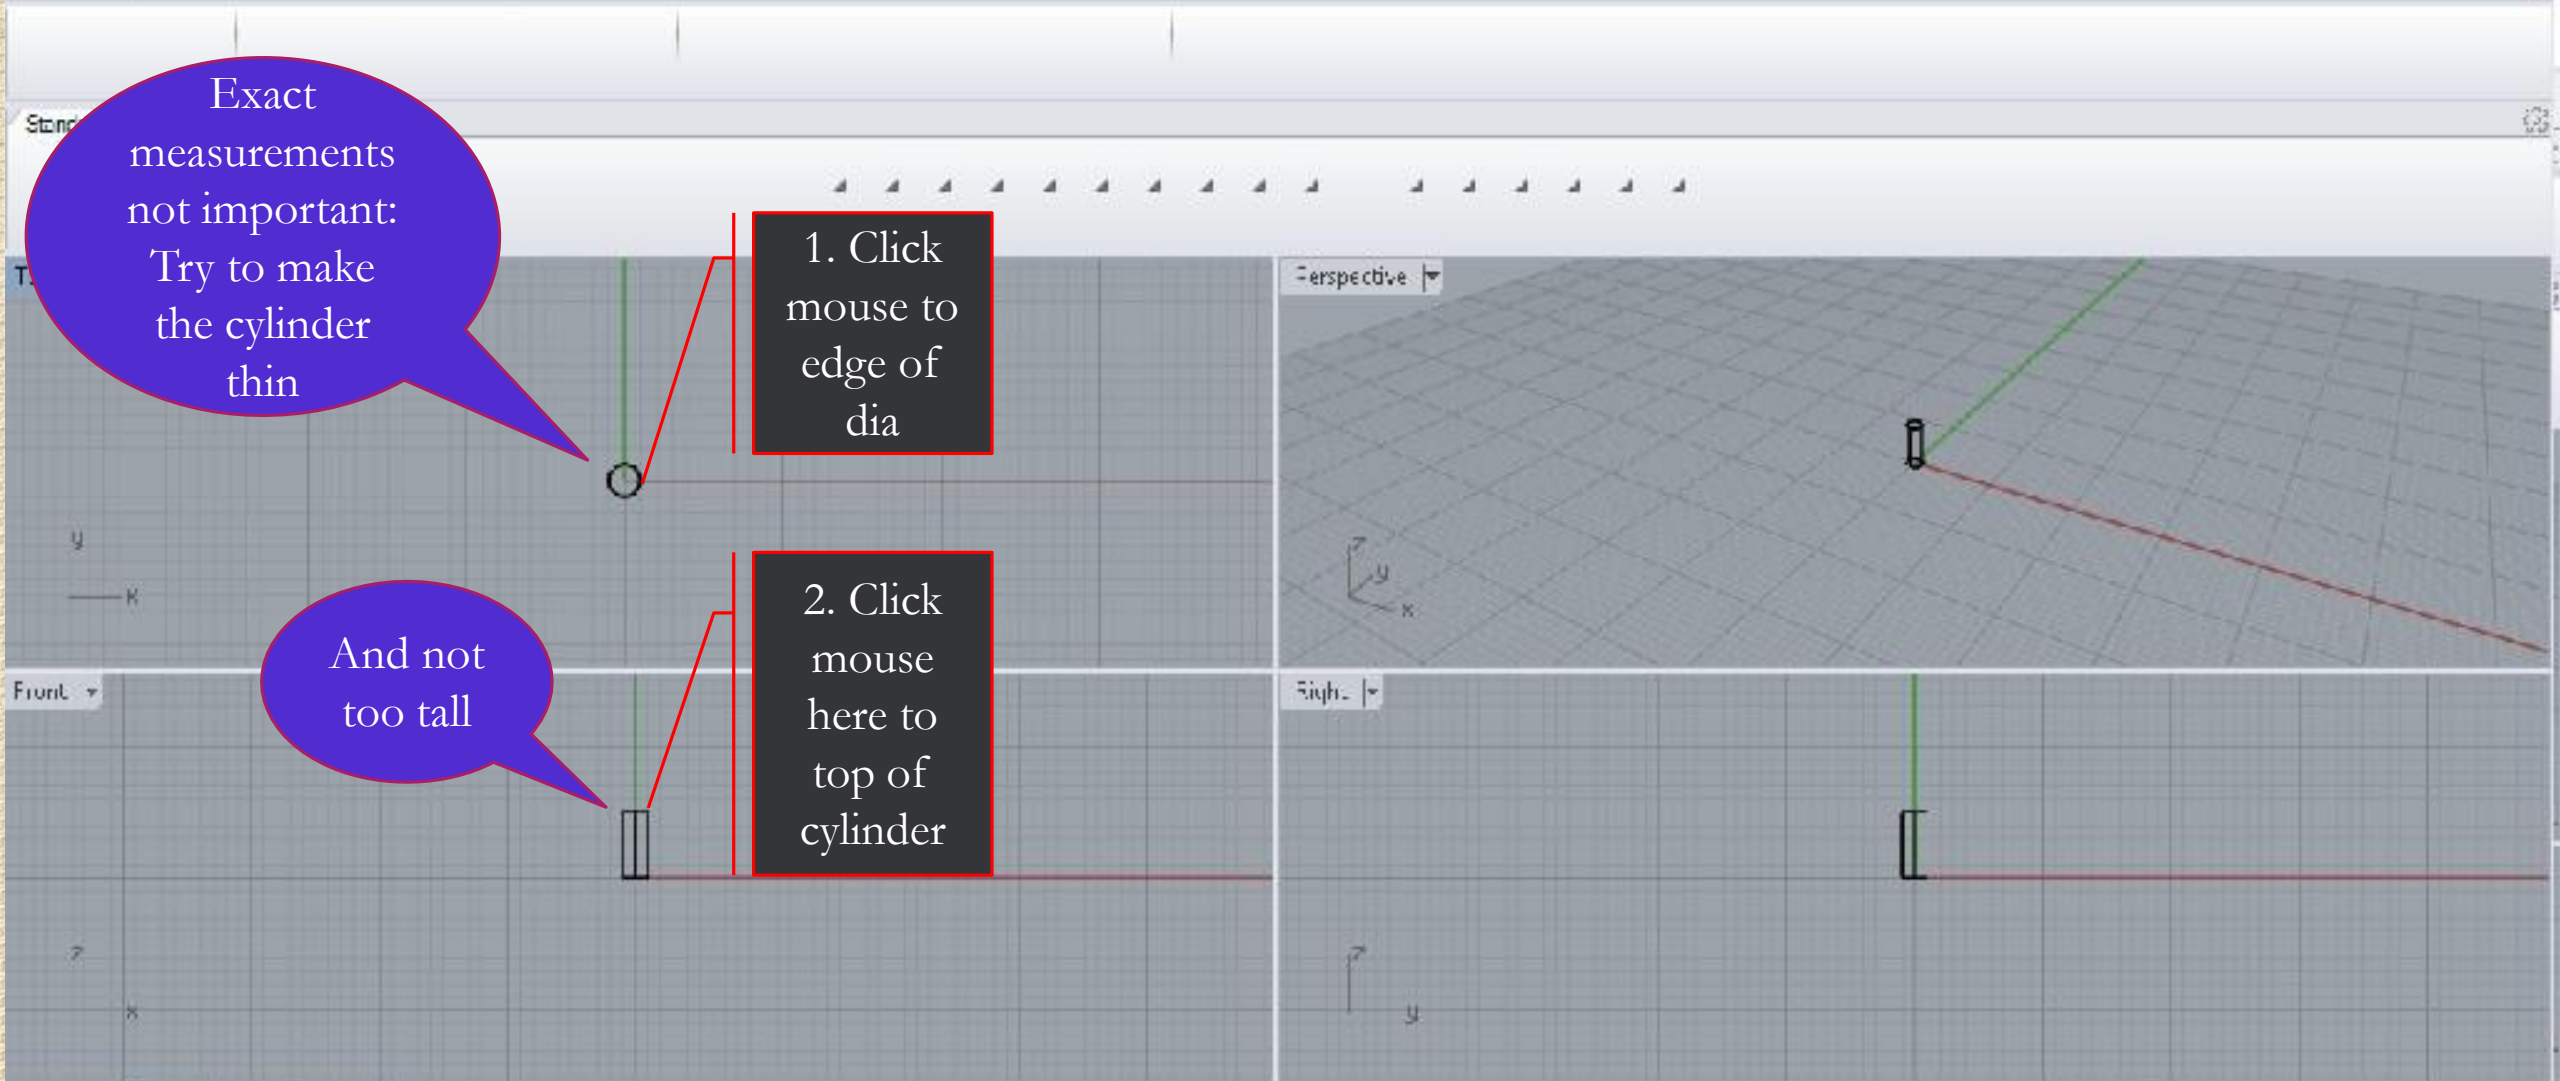 Exact
measurements
not important:
Try to make
the cylinder
thin
1. Click
mouse to
edge of
dia
Perspective
y
x
z
y
x
And not
too tall
2. Click
mouse
here to
top of
cylinder
Front
Right
z
x
z
y